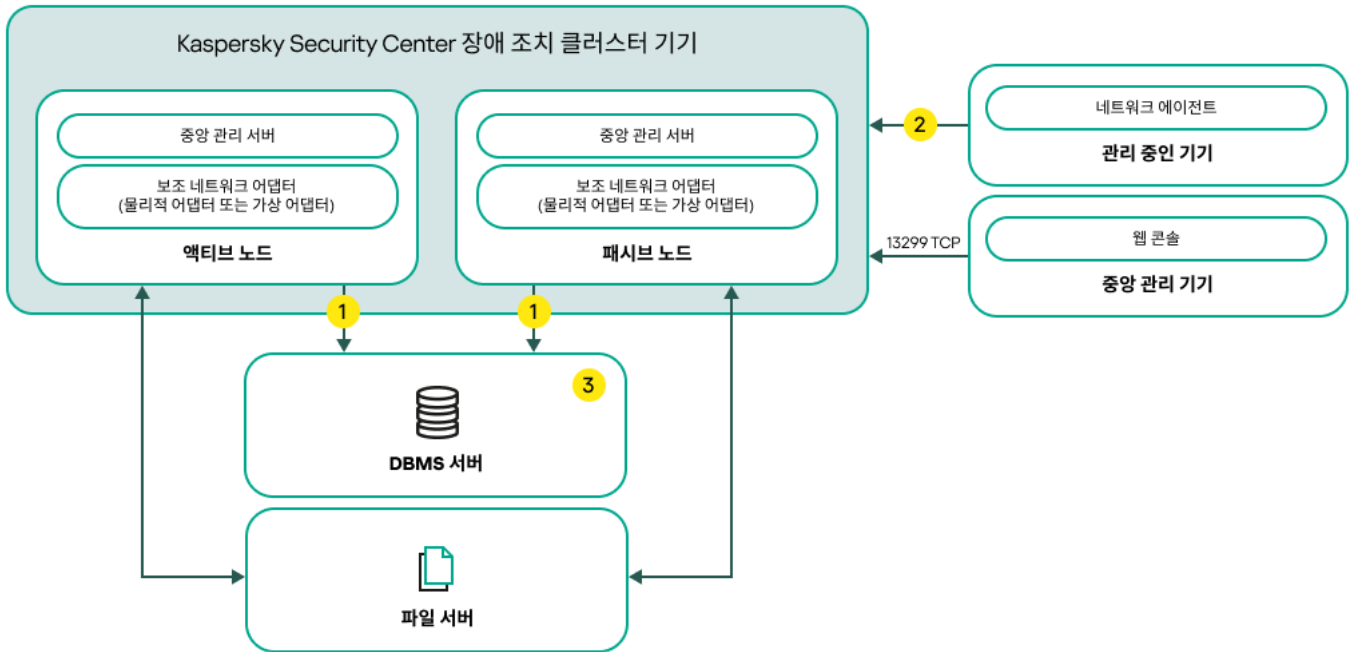 Kaspersky Security Center 장애 조치 클러스터 기기
중앙 관리 서버
보조 네트워크 어댑터
(물리적 어댑터 또는 가상 어댑터)
액티브 노드
중앙 관리 서버
보조 네트워크 어댑터
(물리적 어댑터 또는 가상 어댑터)
패시브 노드
2
네트워크 에이전트
관리 중인 기기
13299 TCP
웹 콘솔
중앙 관리 기기
1
1
3
DBMS 서버
파일 서버